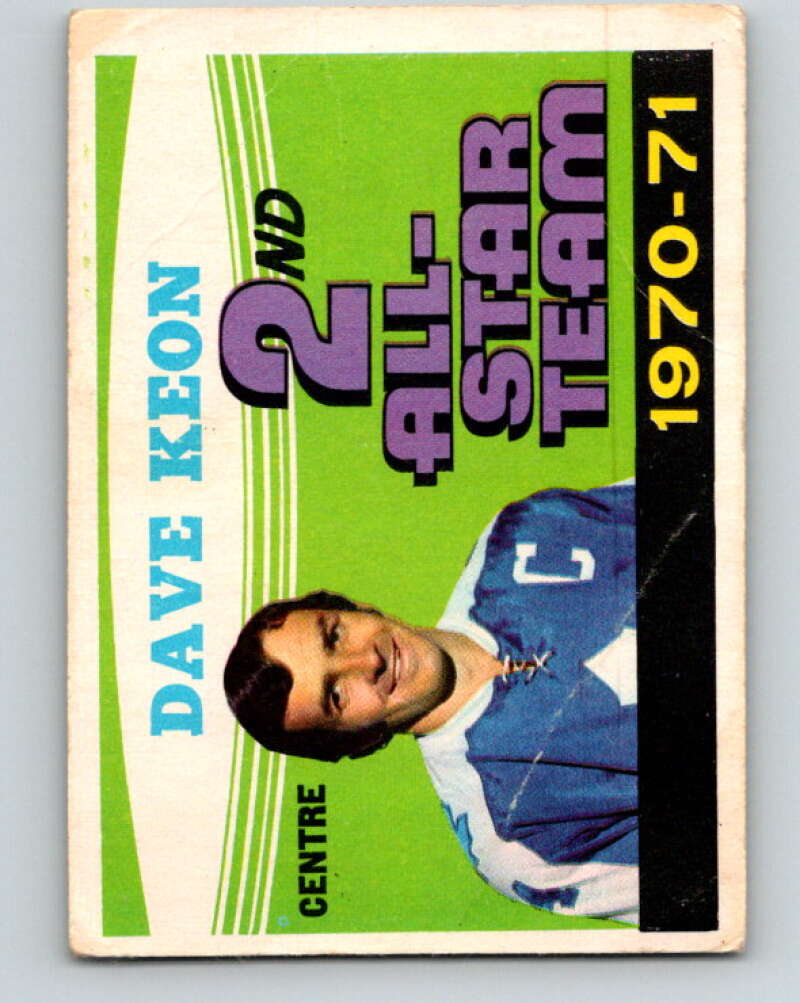 DAVE KEON
2ND
ALL-
STAR
TEAM
CENTRE
C
1970-71